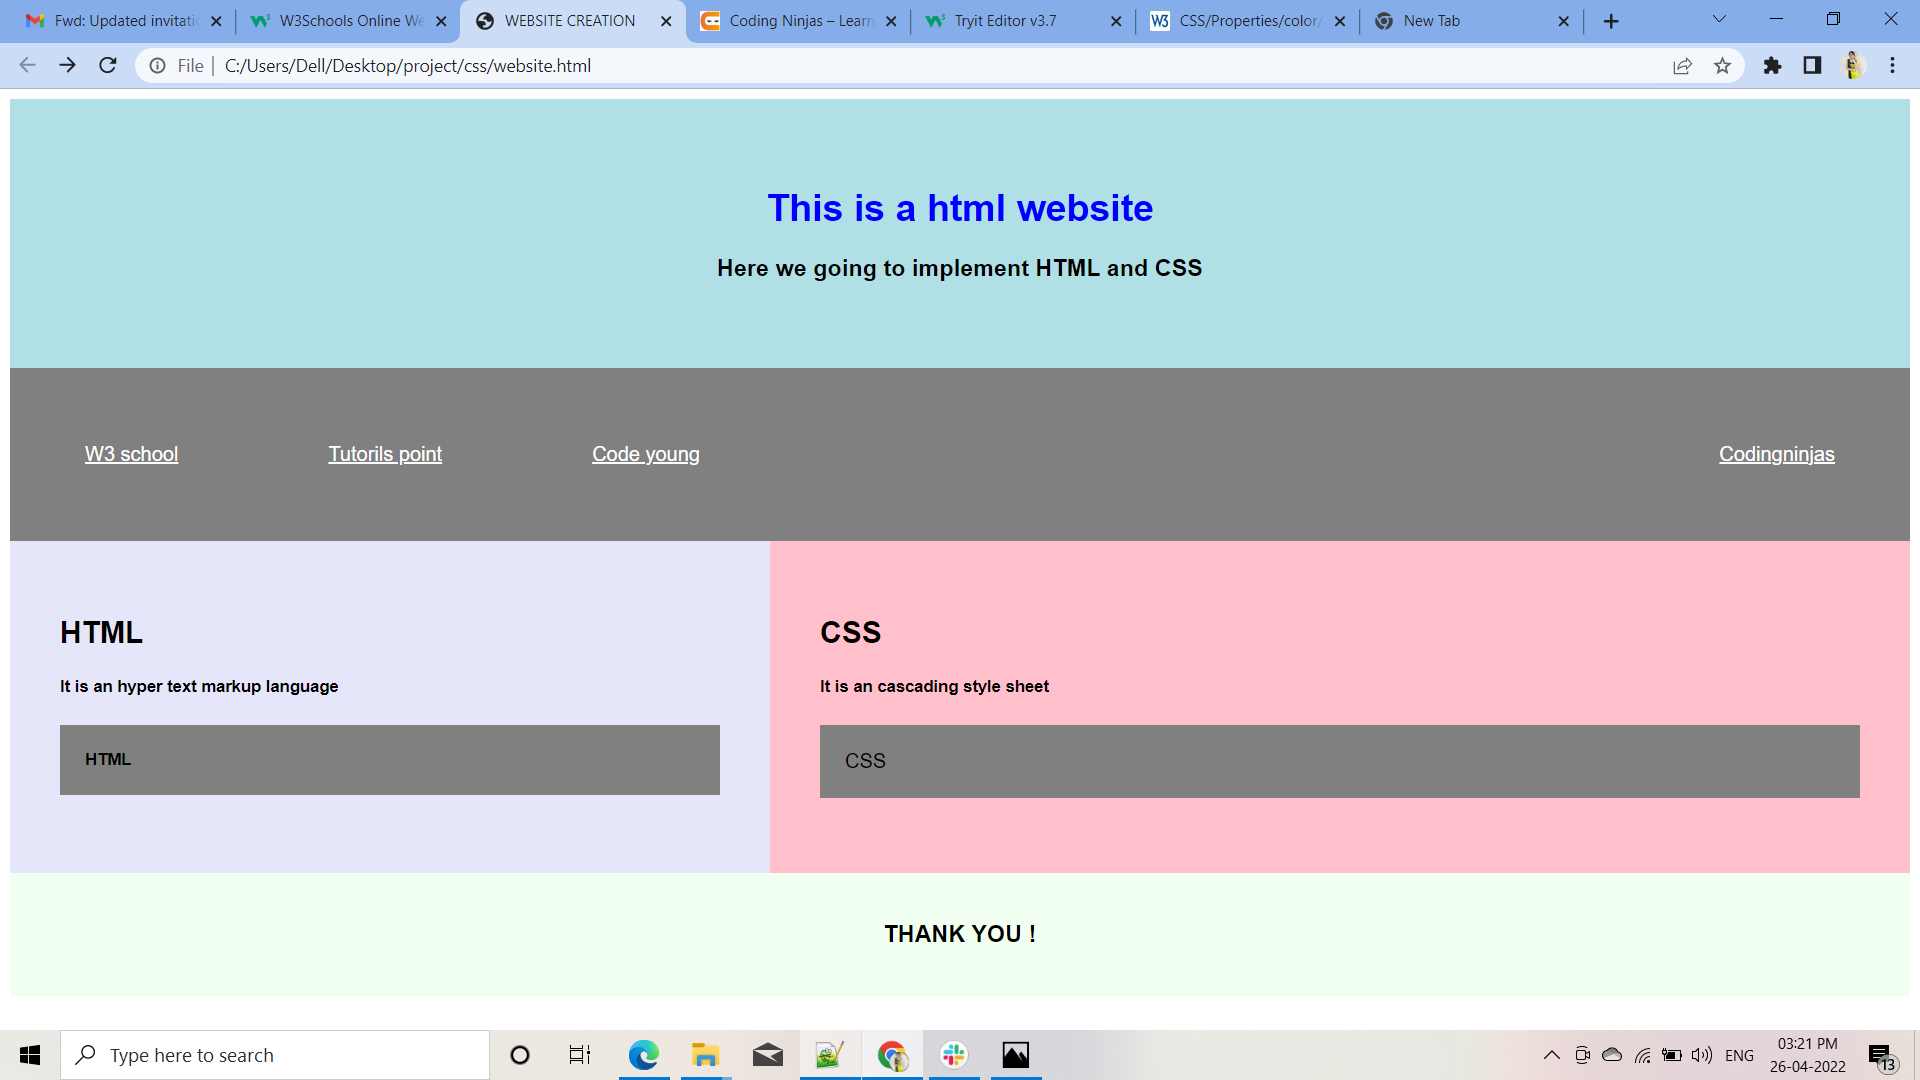 Fwd: Updated invitati
W3Schools Online We
WEBSITE CREATION
Coding Ninjas – Learn
Tryit Editor v3.7
W3
CSS/Properties/color/
New Tab
File
C:/Users/Dell/Desktop/project/css/website.html
This is a html website
Here we going to implement HTML and CSS
W3 school
Tutorils point
Code young
Codingninjas
HTML
CSS
It is an hyper text markup language
It is an cascading style sheet
HTML
CSS
THANK YOU !
Type here to search
ENG
03:21 PM
26-04-2022
13